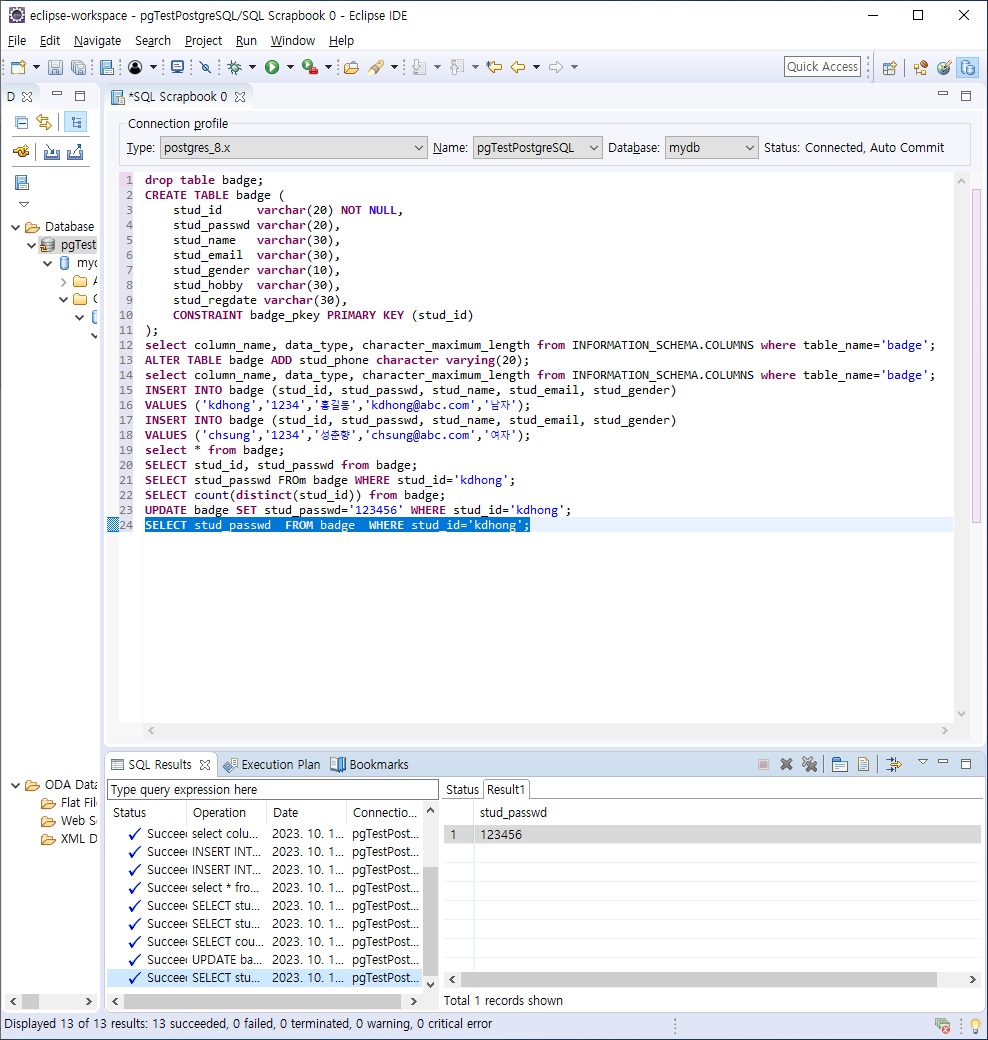 eclipse-workspace - pgTestPostgreSQL/SQL Scrapbook 0 - Eclipse IDE
File Edit Navigate Search Project Run Window Help
Quick Access
D
*SQL Scrapbook 0
Connection profile
Type: postgres_8.x Name: pgTestPostgreSQL Database: mydb Status: Connected, Auto Commit
Database
pgTest
myd
ODA Data
Flat File
Web S
XML D
1 drop table badge;
2 CREATE TABLE badge (
3 stud_id varchar(20) NOT NULL,
4 stud_passwd varchar(20),
5 stud_name varchar(30),
6 stud_email varchar(30),
7 stud_gender varchar(10),
8 stud_hobby varchar(30),
9 stud_regdate varchar(30),
10 CONSTRAINT badge_pkey PRIMARY KEY (stud_id)
11 );
12 select column_name, data_type, character_maximum_length from INFORMATION_SCHEMA.COLUMNS where table_name='badge';
13 ALTER TABLE badge ADD stud_phone character varying(20);
14 select column_name, data_type, character_maximum_length from INFORMATION_SCHEMA.COLUMNS where table_name='badge';
15 INSERT INTO badge (stud_id, stud_passwd, stud_name, stud_email, stud_gender)
16 VALUES ('kdhong','1234','홍길동','kdhong@abc.com','남자');
17 INSERT INTO badge (stud_id, stud_passwd, stud_name, stud_email, stud_gender)
18 VALUES ('chsung','1234','성춘향','chsung@abc.com','여자');
19 select * from badge;
20 SELECT stud_id, stud_passwd from badge;
21 SELECT stud_passwd FROm badge WHERE stud_id='kdhong';
22 SELECT count(distinct(stud_id)) from badge;
23 UPDATE badge SET stud_passwd='123456' WHERE stud_id='kdhong';
24 SELECT stud_passwd FROM badge WHERE stud_id='kdhong';
SQL Results Execution Plan Bookmarks
Type query expression here
Status Operation Date Connectio...
Succee select colu... 2023. 10. 1... pgTestPost...
Succee INSERT INT... 2023. 10. 1... pgTestPost...
Succee INSERT INT... 2023. 10. 1... pgTestPost...
Succee select * fro... 2023. 10. 1... pgTestPost...
Succee SELECT stu... 2023. 10. 1... pgTestPost...
Succee SELECT stu... 2023. 10. 1... pgTestPost...
Succee SELECT cou... 2023. 10. 1... pgTestPost...
Succee UPDATE ba... 2023. 10. 1... pgTestPost...
Succee SELECT stu... 2023. 10. 1... pgTestPost...
Status Result1
stud_passwd
1 123456
Total 1 records shown
Displayed 13 of 13 results: 13 succeeded, 0 failed, 0 terminated, 0 warning, 0 critical error